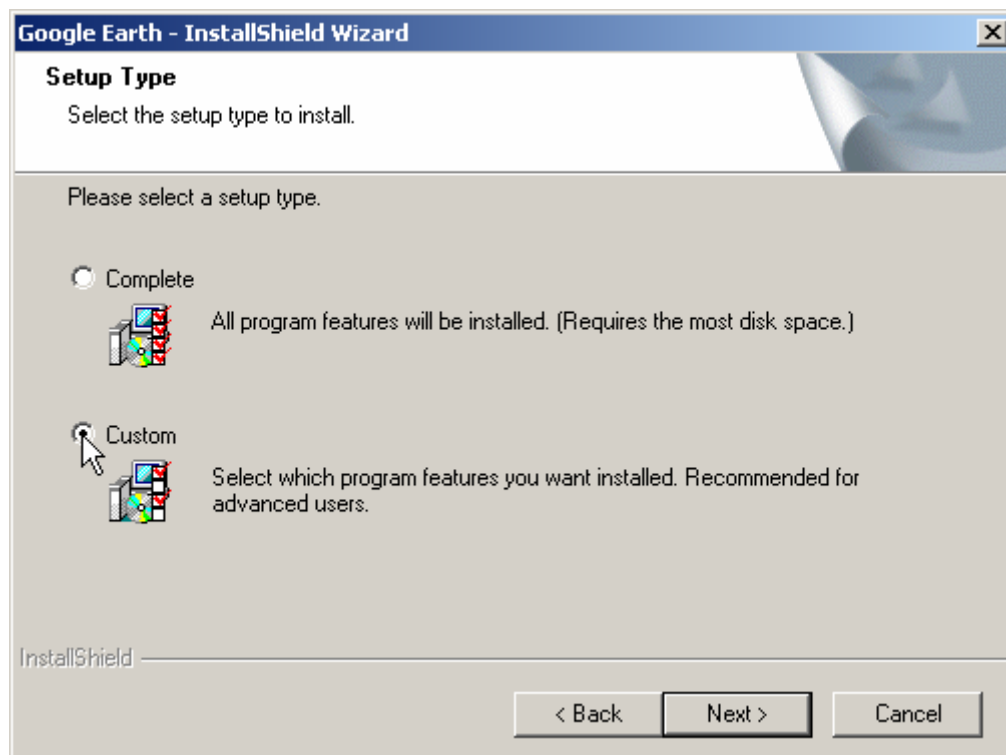 Google Earth - InstallShield Wizard
Setup Type
Select the setup type to install.
Please select a setup type.
Complete
All program features will be installed. (Requires the most disk space.)
Custom
Select which program features you want installed. Recommended for
advanced users.
InstallShield
< Back Next > Cancel